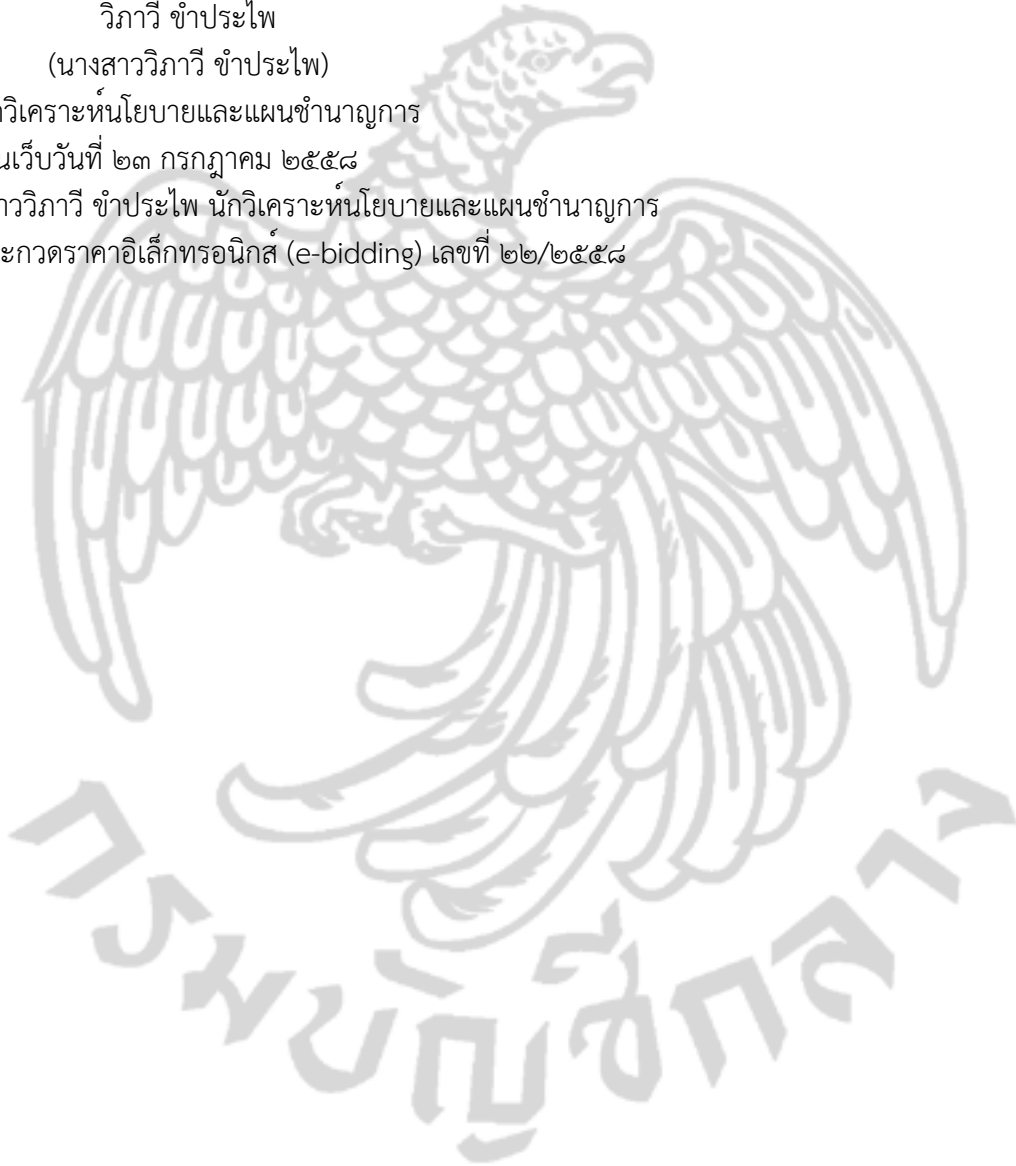 วิภาวี ขำประไพ
(นางสาววิภาวี ขำประไพ)
วิเคราะห์นโยบายและแผนชำนาญการ
นเว็บวันที่ ๒๓ กรกฎาคม ๒๕๕๘
าววิภาวี ขำประไพ นักวิเคราะห์นโยบายและแผนชำนาญการ
ะกวดราคาอิเล็กทรอนิกส์ (e-bidding) เลขที่ ๒๒/๒๕๕๘
กรมบัญชีกลาง